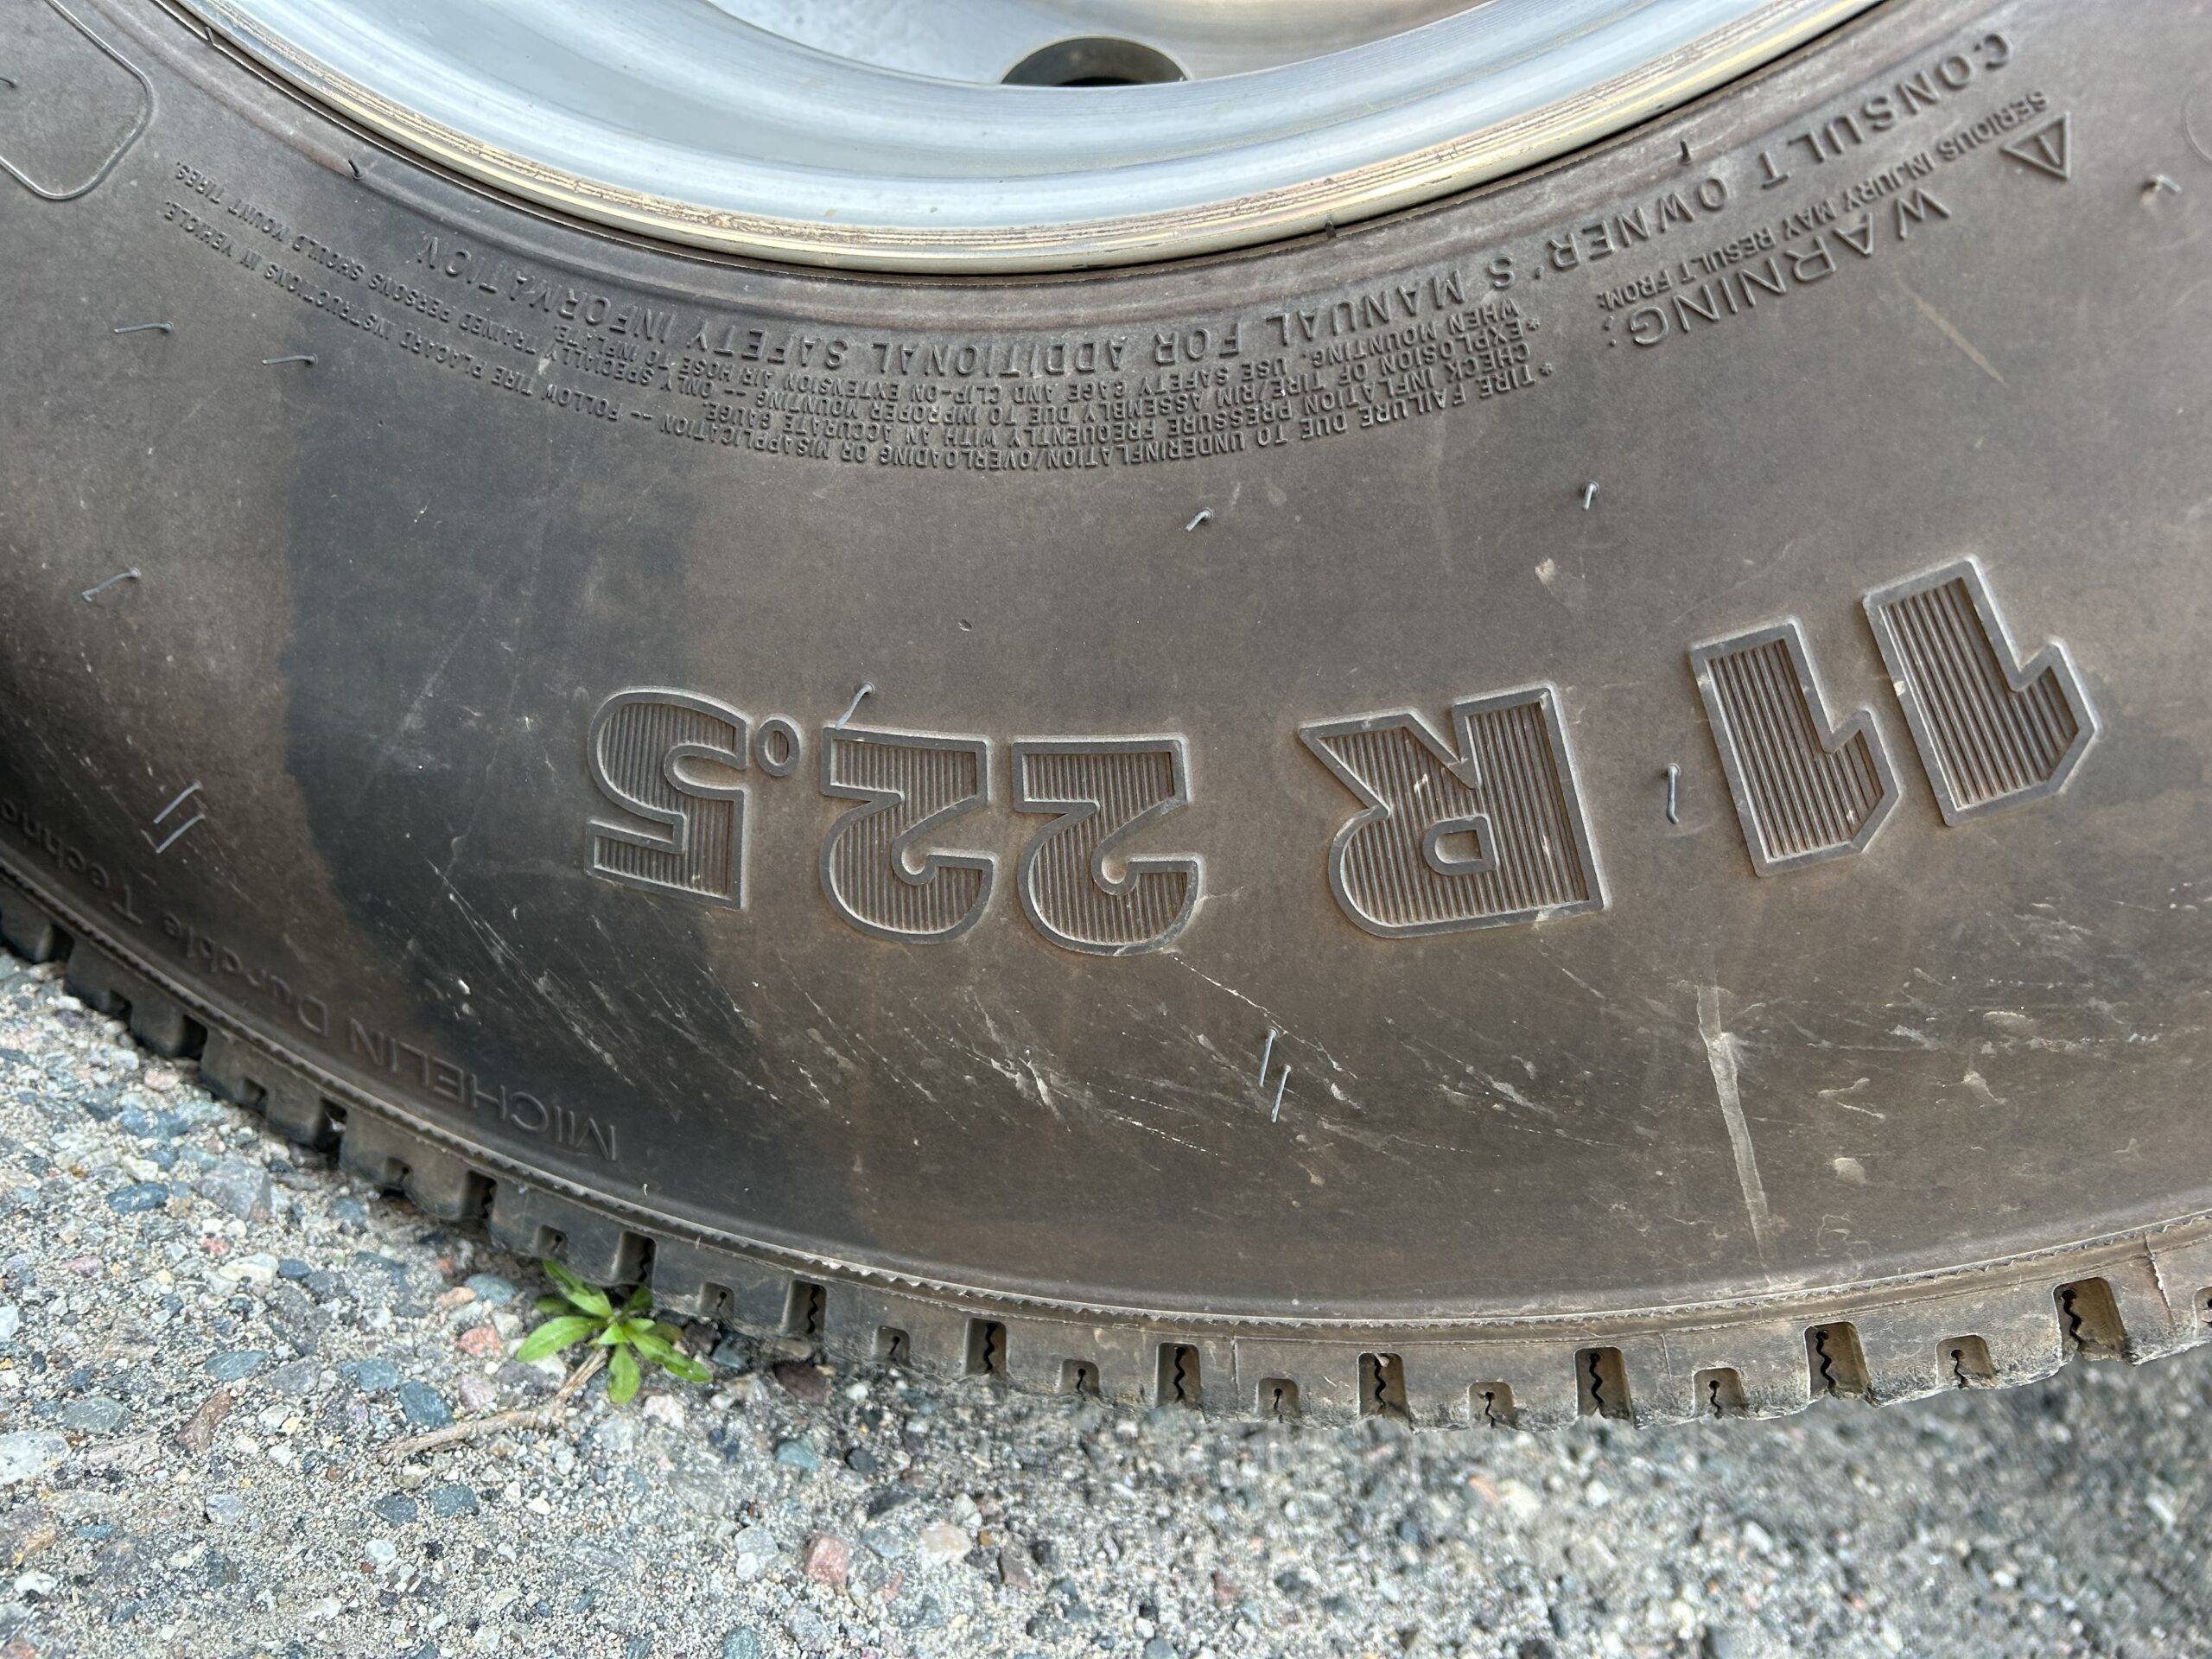 ⚠ WARNING:
SERIOUS INJURY MAY RESULT FROM:
*TIRE FAILURE DUE TO UNDERINFLATION/OVERLOADING OR MISAPPLICATION -- FOLLOW TIRE PLACARD INSTRUCTIONS IN VEHICLE.
CHECK INFLATION PRESSURE FREQUENTLY WITH AN ACCURATE GAUGE.
*EXPLOSION OF TIRE/RIM ASSEMBLY DUE TO IMPROPER MOUNTING -- ONLY SPECIALLY TRAINED PERSONS SHOULD MOUNT TIRES.
WHEN MOUNTING, USE SAFETY CAGE AND CLIP-ON EXTENSION AIR HOSE TO INFLATE.
CONSULT OWNER'S MANUAL FOR ADDITIONAL SAFETY INFORMATION
11 R 22.5
MICHELIN Durable Techno